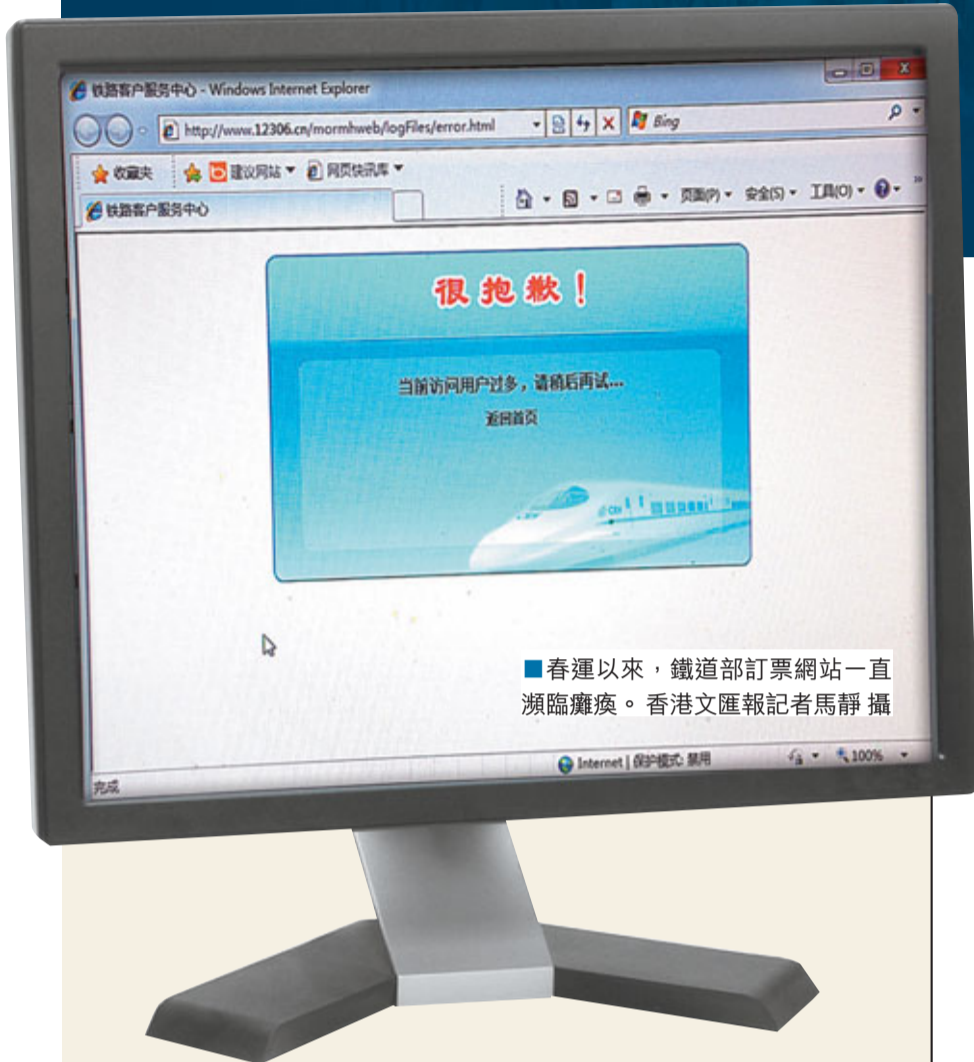 铁路客户服务中心 - Windows Internet Explorer
http://www.12306.cn/mormhweb/logFiles/error.html
Bing
收藏夹 建议网站 网页快讯库
铁路客户服务中心
页面(P) 安全(S) 工具(O)
很抱歉！
当前访问用户过多，请稍后再试...
返回首页
CRH
■春運以來，鐵道部訂票網站一直
瀕臨癱瘓。香港文匯報記者馬靜 攝
Internet | 保护模式: 禁用
100%
完成